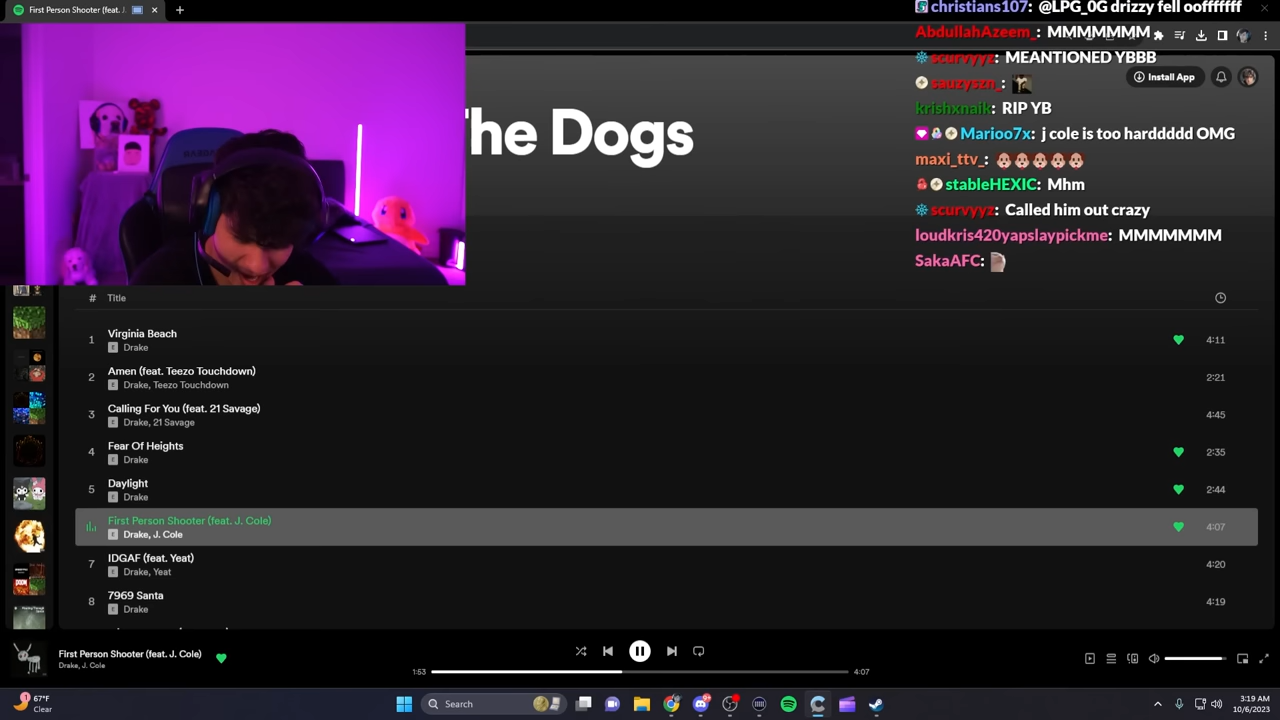 First Person Shooter (feat. J.
christians107: @LPG_0G drizzy fell ooffffffff
AbdullahAzeem_: MMMMMMM
scurvyyz: MEANTIONED YBBB
sauzyszn_:
krishxnaik: RIP YB
Marioo7x: j cole is too harddddd OMG
maxi_ttv_:
stableHEXIC: Mhm
scurvyyz: Called him out crazy
loudkris420yapslaypickme: MMMMMMM
SakaAFC:
Install App
The Dogs
# Title
1 Virginia Beach 4:11
E Drake
2 Amen (feat. Teezo Touchdown) 2:21
E Drake, Teezo Touchdown
3 Calling For You (feat. 21 Savage) 4:45
E Drake, 21 Savage
4 Fear Of Heights 2:35
E Drake
5 Daylight 2:44
E Drake
First Person Shooter (feat. J. Cole) 4:07
E Drake, J. Cole
7 IDGAF (feat. Yeat) 4:20
E Drake, Yeat
8 7969 Santa 4:19
E Drake
First Person Shooter (feat. J. Cole)
Drake, J. Cole
1:53 4:07
1
67°F
Clear
Search
3:19 AM
10/6/2023